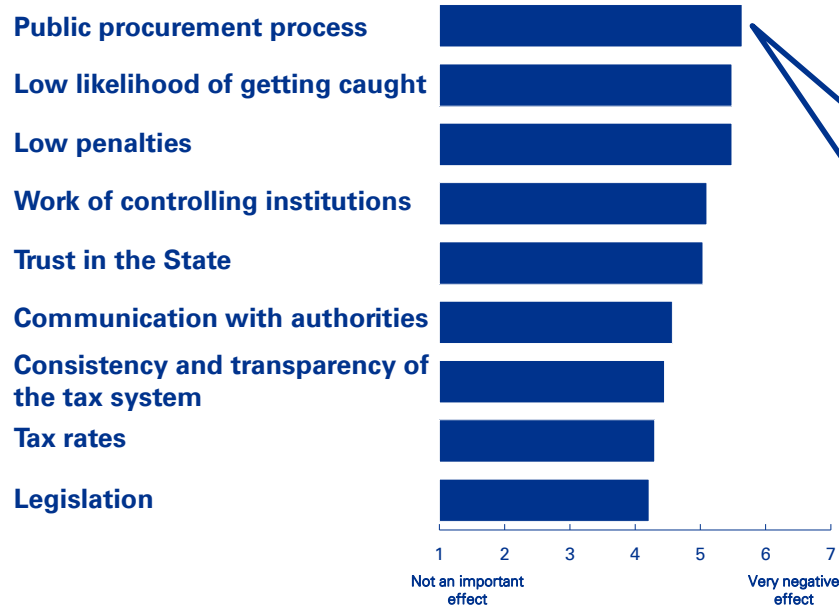 Public procurement process
Low likelihood of getting caught
Low penalties
Work of controlling institutions
Trust in the State
Communication with authorities
Consistency and transparency of
the tax system
Tax rates
Legislation
1 2 3 4 5 6 7
Not an important
effect
Very negative
effect